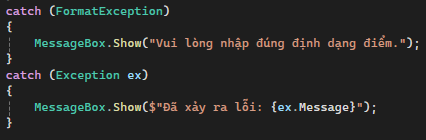 catch (FormatException)
{
MessageBox.Show("Vui lòng nhập đúng định dạng điểm.");
}
catch (Exception ex)
{
MessageBox.Show($"Đã xảy ra lỗi: {ex.Message}");
}